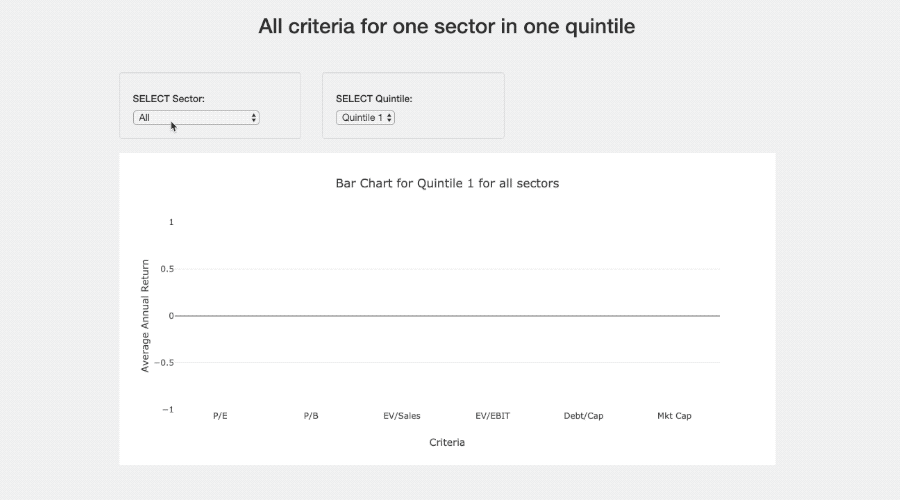 All criteria for one sector in one quintile
SELECT Sector:
All
SELECT Quintile:
Quintile 1
Bar Chart for Quintile 1 for all sectors
1
0.5
0
−0.5
−1
Average Annual Return
P/E P/B EV/Sales EV/EBIT Debt/Cap Mkt Cap
Criteria